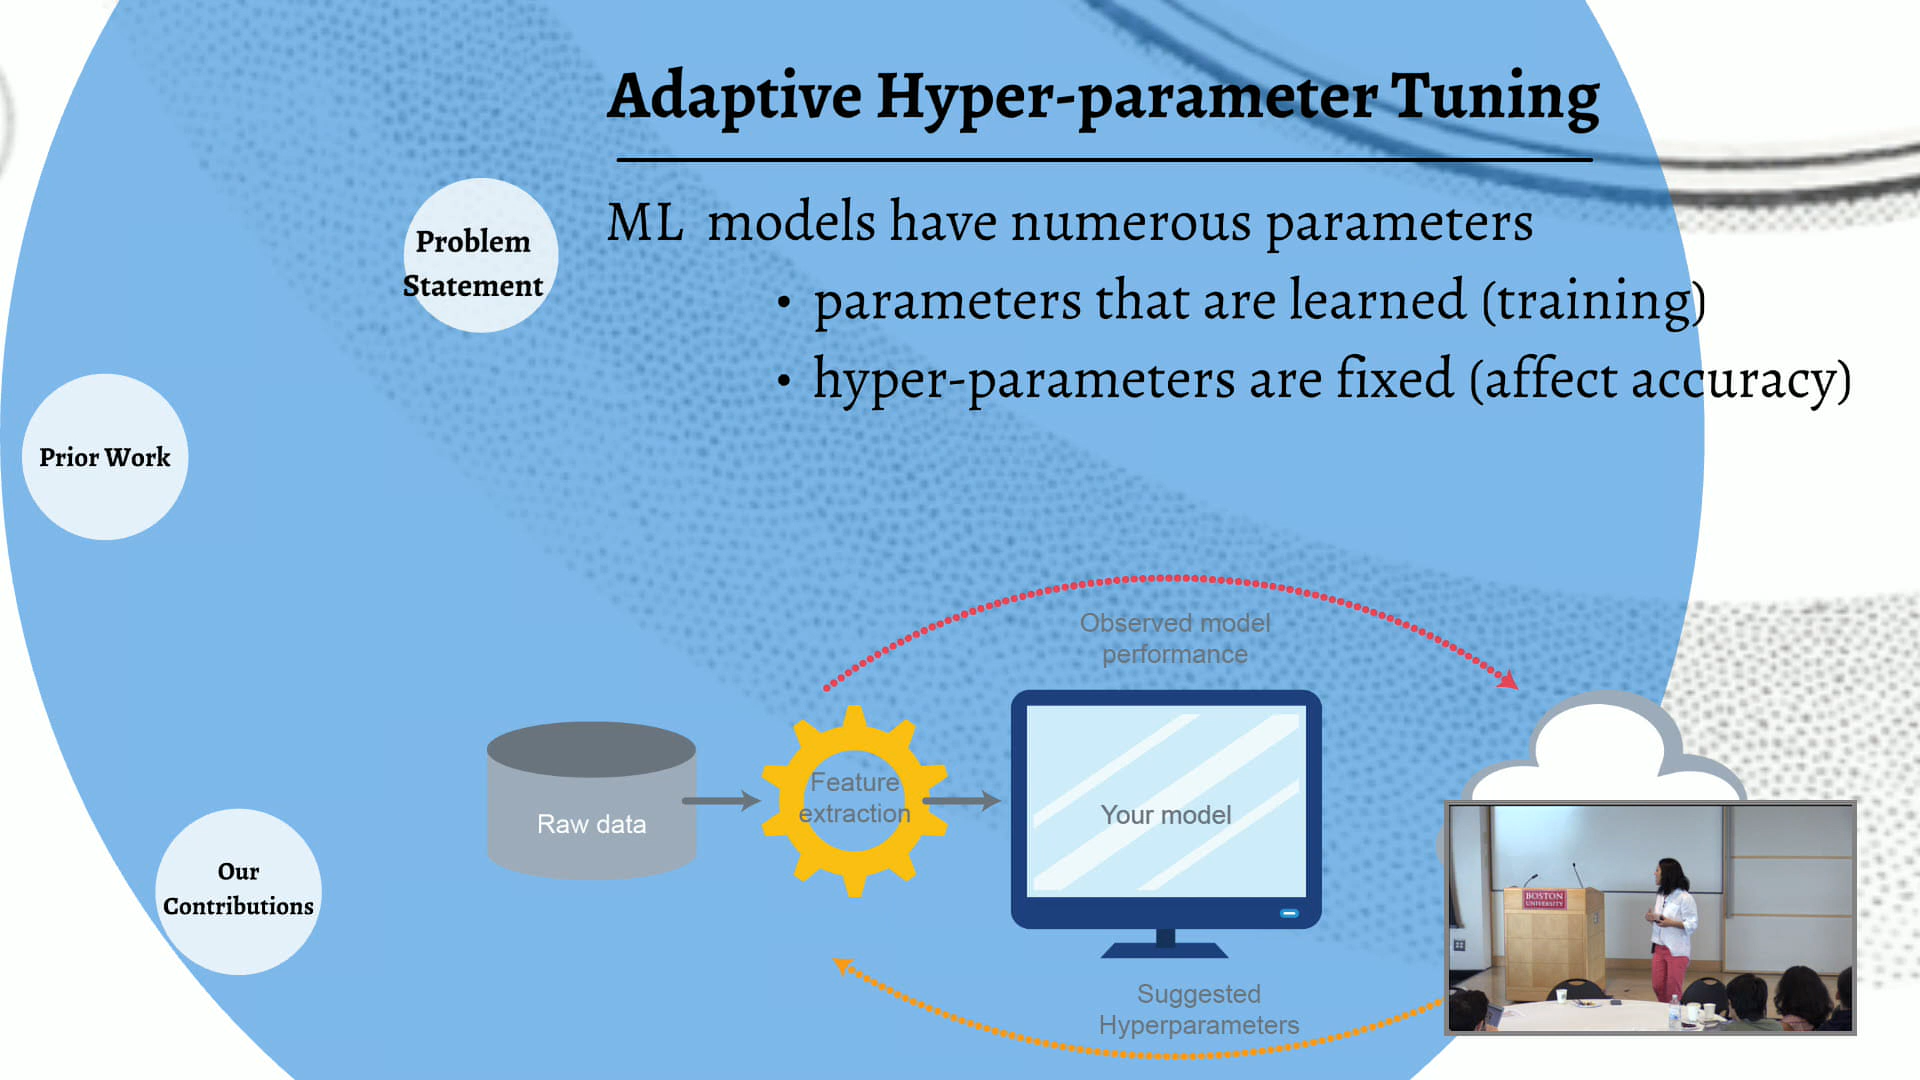 Adaptive Hyper-parameter Tuning
Problem
Statement
ML models have numerous parameters
• parameters that are learned (training)
• hyper-parameters are fixed (affect accuracy)
Prior Work
Our
Contributions
Observed model
performance
Raw data
Feature
extraction
Your model
Suggested
Hyperparameters
BOSTON
UNIVERSITY